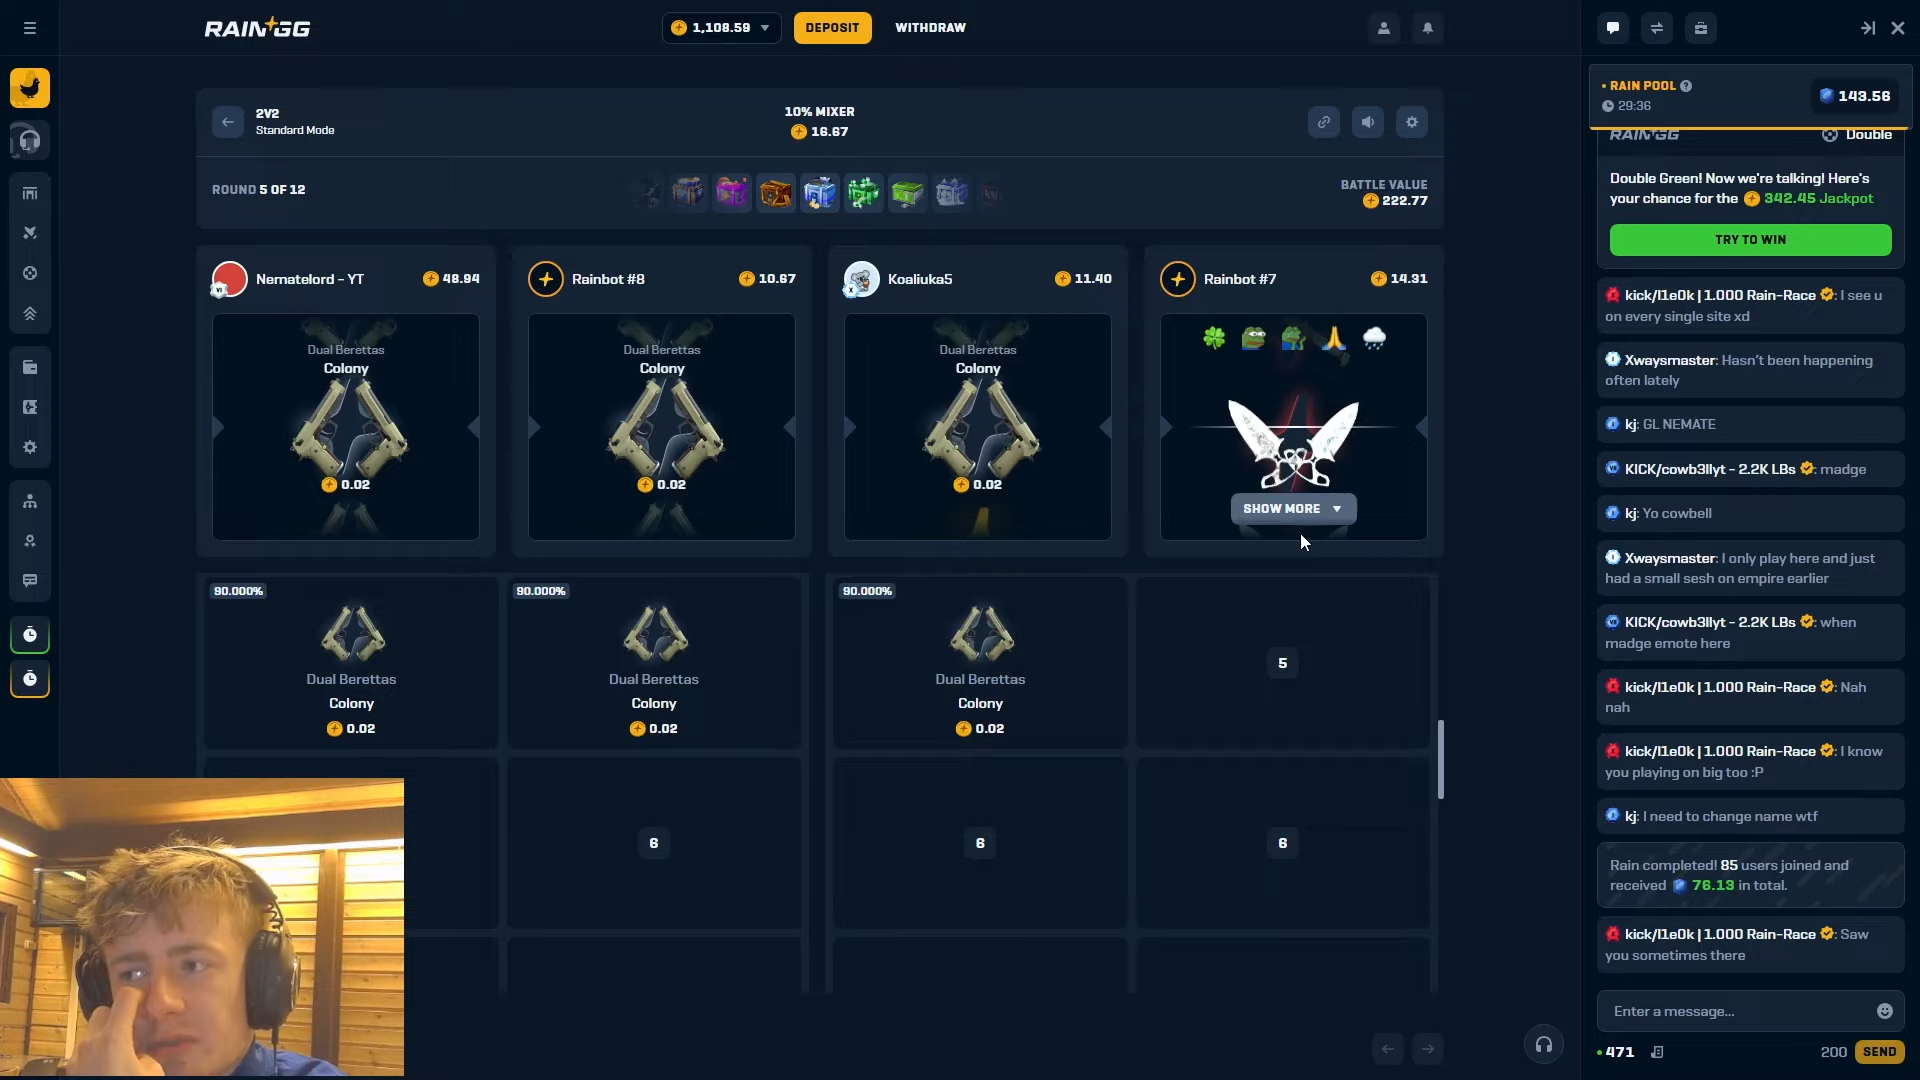 RAIN GG
1,108.59
DEPOSIT
WITHDRAW
2V2
Standard Mode
10% MIXER
16.67
ROUND 5 OF 12
BATTLE VALUE
222.77
Nematelord - YT
48.94
Rainbot #8
10.67
Koaliuka5
11.40
Rainbot #7
14.31
Dual Berettas
Colony
0.02
Dual Berettas
Colony
0.02
Dual Berettas
Colony
0.02
SHOW MORE
90.000%
Dual Berettas
Colony
0.02
90.000%
Dual Berettas
Colony
0.02
90.000%
Dual Berettas
Colony
0.02
5
6
6
6
RAIN POOL
29:36
143.56
RAIN GG
Double
Double Green! Now we're talking! Here's
your chance for the 342.45 Jackpot
TRY TO WIN
kick/l1e0k | 1.000 Rain-Race: I see u
on every single site xd
Xwaysmaster: Hasn't been happening
often lately
kj: GL NEMATE
KICK/cowb3llyt - 2.2K LBs: madge
kj: Yo cowbell
Xwaysmaster: I only play here and just
had a small sesh on empire earlier
KICK/cowb3llyt - 2.2K LBs: when
madge emote here
kick/l1e0k | 1.000 Rain-Race: Nah
nah
kick/l1e0k | 1.000 Rain-Race: I know
you playing on big too :P
kj: I need to change name wtf
Rain completed! 85 users joined and
received 76.13 in total.
kick/l1e0k | 1.000 Rain-Race: Saw
you sometimes there
Enter a message...
471
200
SEND